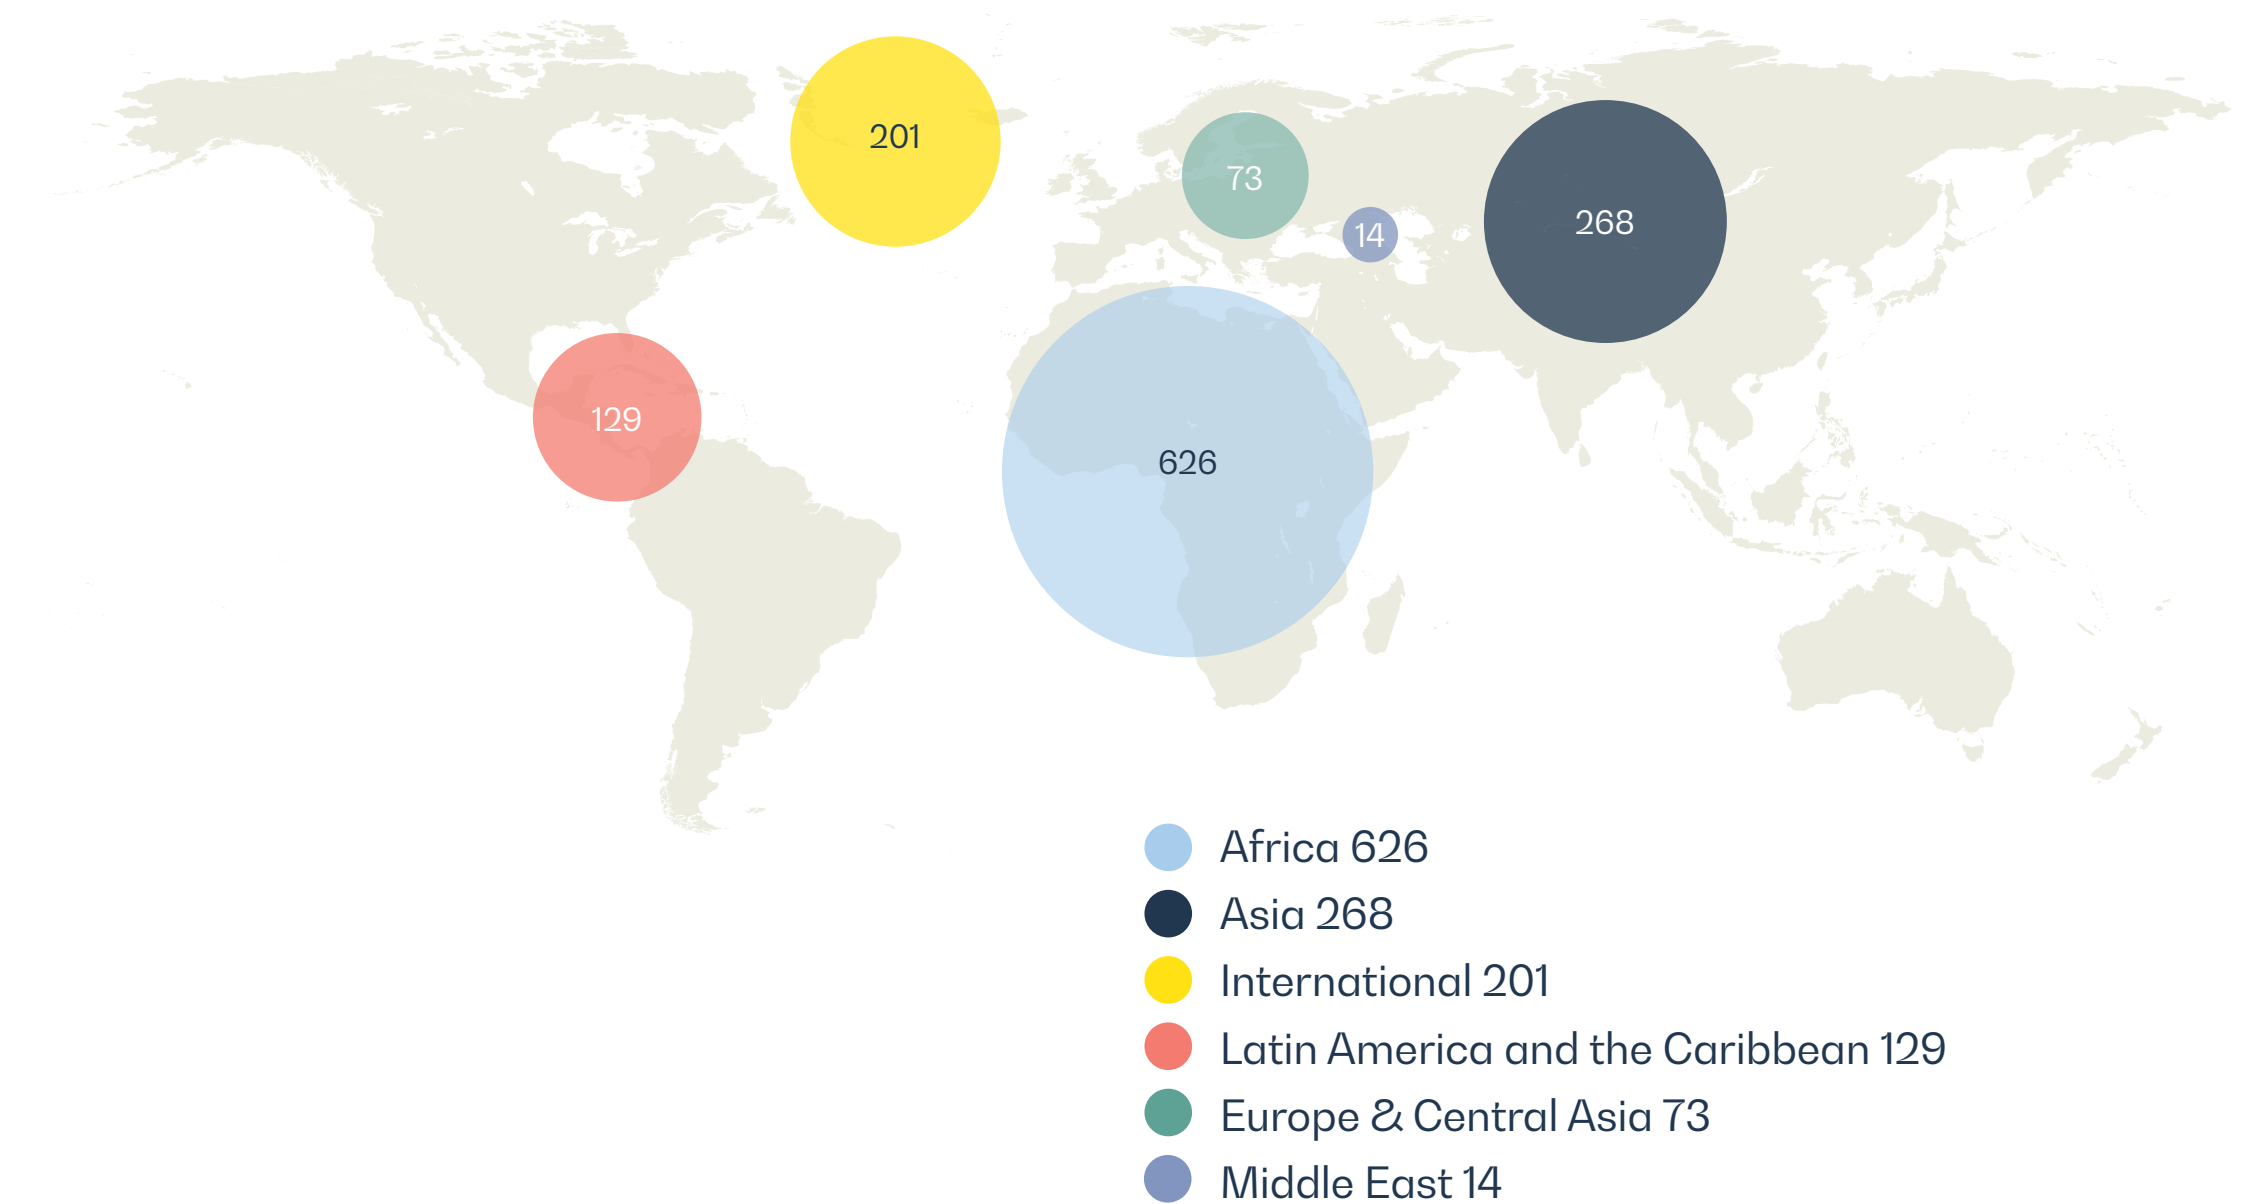 201
73
14
268
129
626
Africa 626
Asia 268
International 201
Latin America and the Caribbean 129
Europe & Central Asia 73
Middle East 14